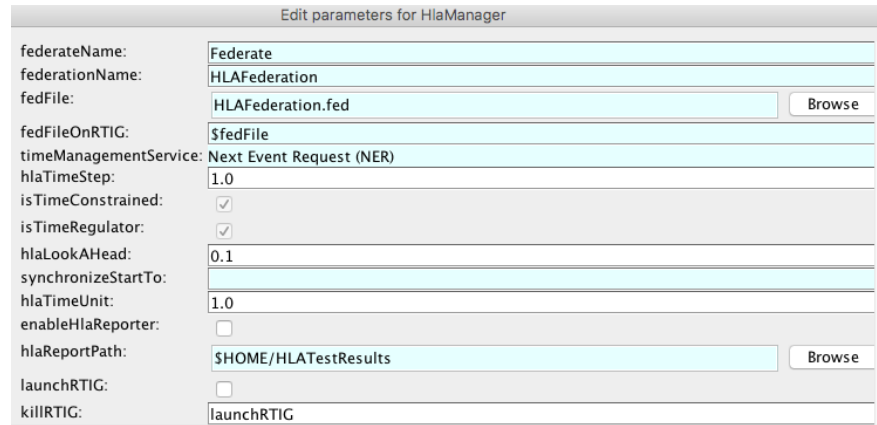 Edit parameters for HlaManager
federateName: Federate
federationName: HLAFederation
fedFile: HLAFederation.fed Browse
fedFileOnRTIG: $fedFile
timeManagementService: Next Event Request (NER)
hlaTimeStep: 1.0
isTimeConstrained:
isTimeRegulator:
hlaLookAHead: 0.1
synchronizeStartTo:
hlaTimeUnit: 1.0
enableHlaReporter:
hlaReportPath: $HOME/HLATestResults Browse
launchRTIG:
killRTIG: launchRTIG